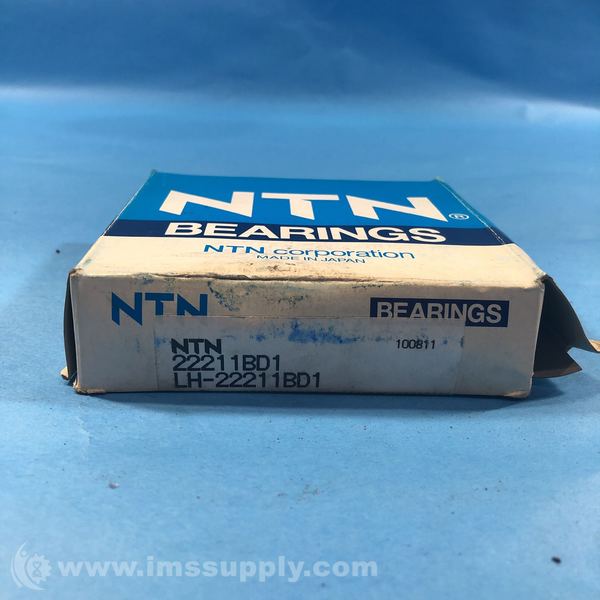 NTN®
BEARINGS
NTN corporation
MADE IN JAPAN
NTN BEARINGS
NTN 100811
22211BD1
LH-22211BD1
www.imssupply.com